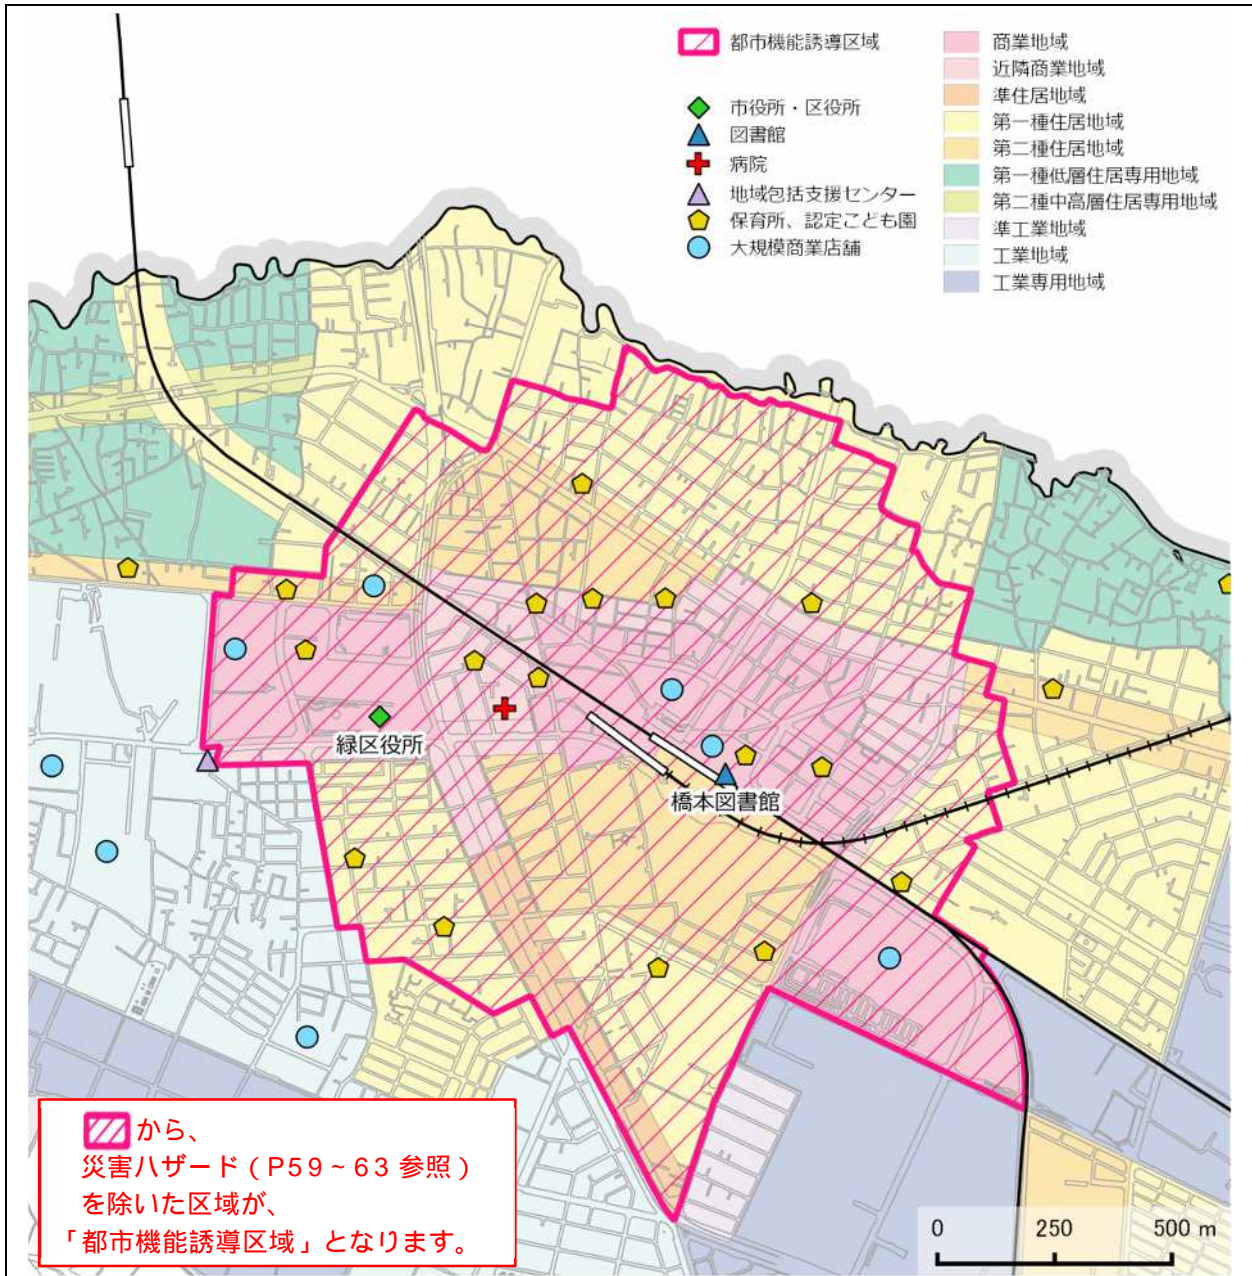 都市機能誘導区域
市役所・区役所
図書館
病院
地域包括支援センター
保育所、認定こども園
大規模商業店舗
商業地域
近隣商業地域
準住居地域
第一種住居地域
第二種住居地域
第一種低層住居専用地域
第二種中高層住居専用地域
準工業地域
工業地域
工業専用地域
緑区役所
橋本図書館
から、
災害ハザード（P59～63 参照）
を除いた区域が、
「都市機能誘導区域」となります。
0 250 500 m